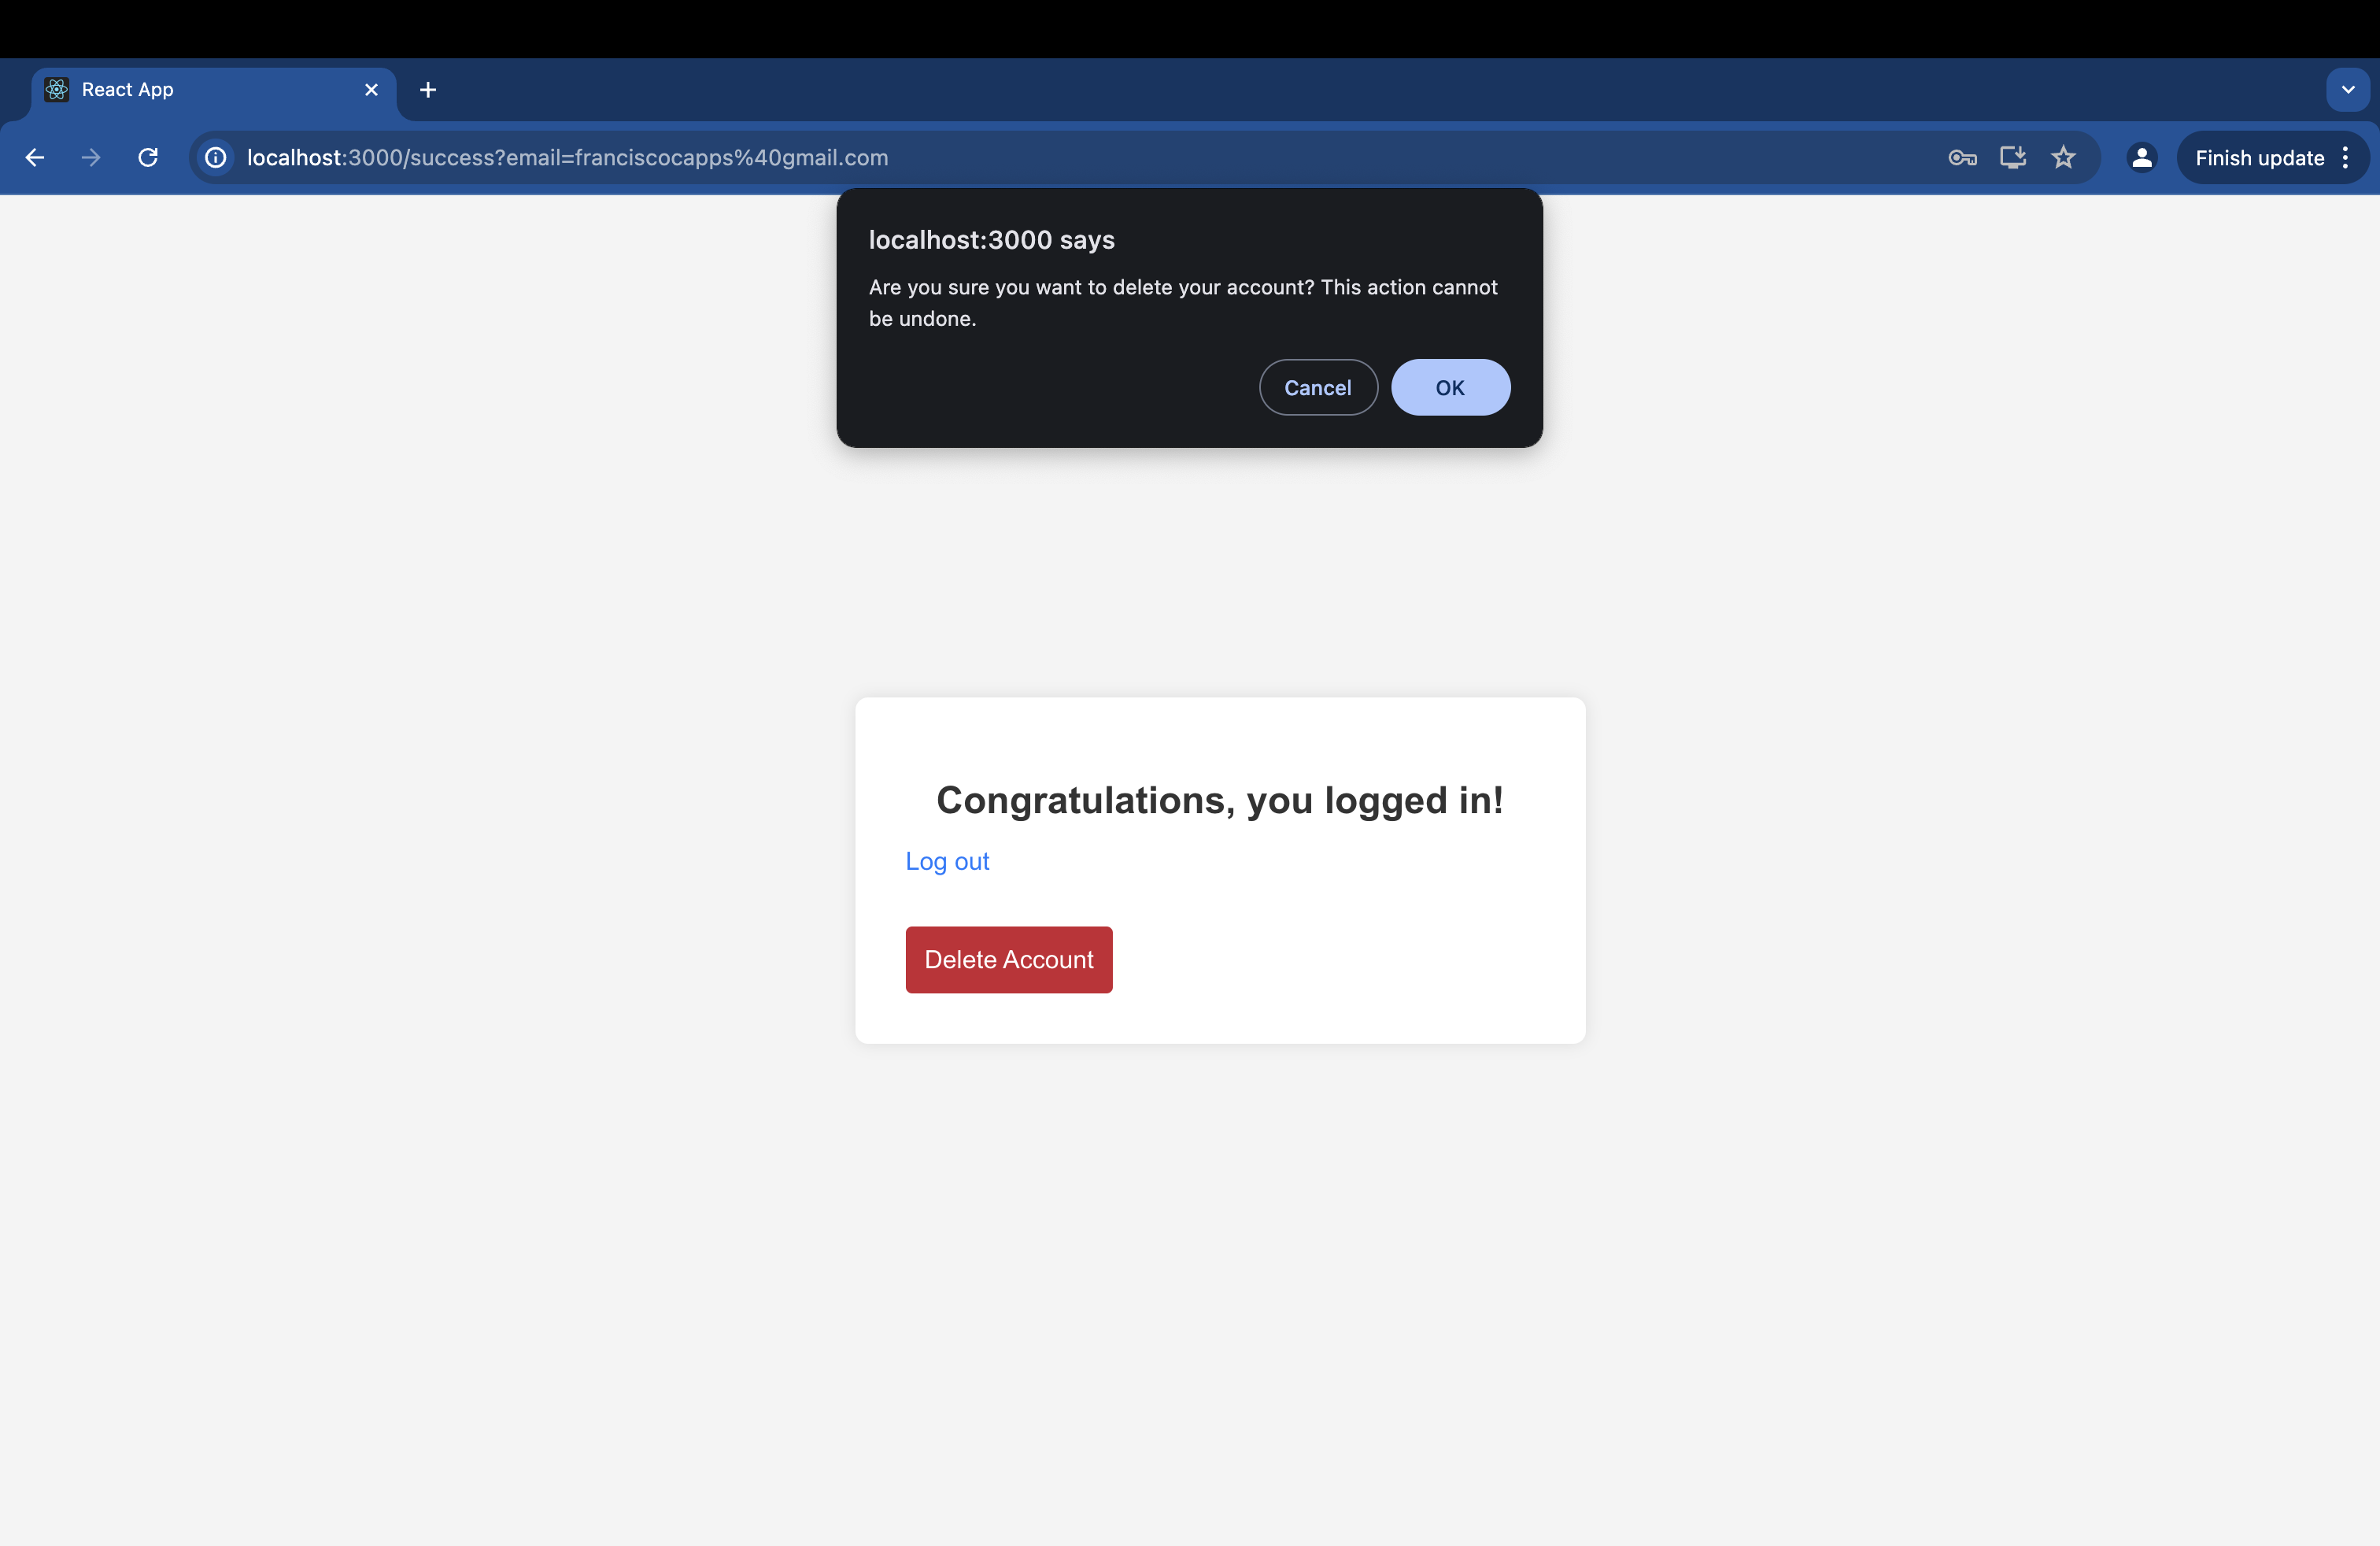 React App
localhost:3000/success?email=franciscocapps%40gmail.com
Finish update
localhost:3000 says
Are you sure you want to delete your account? This action cannot
be undone.
Cancel
OK
Congratulations, you logged in!
Log out
Delete Account